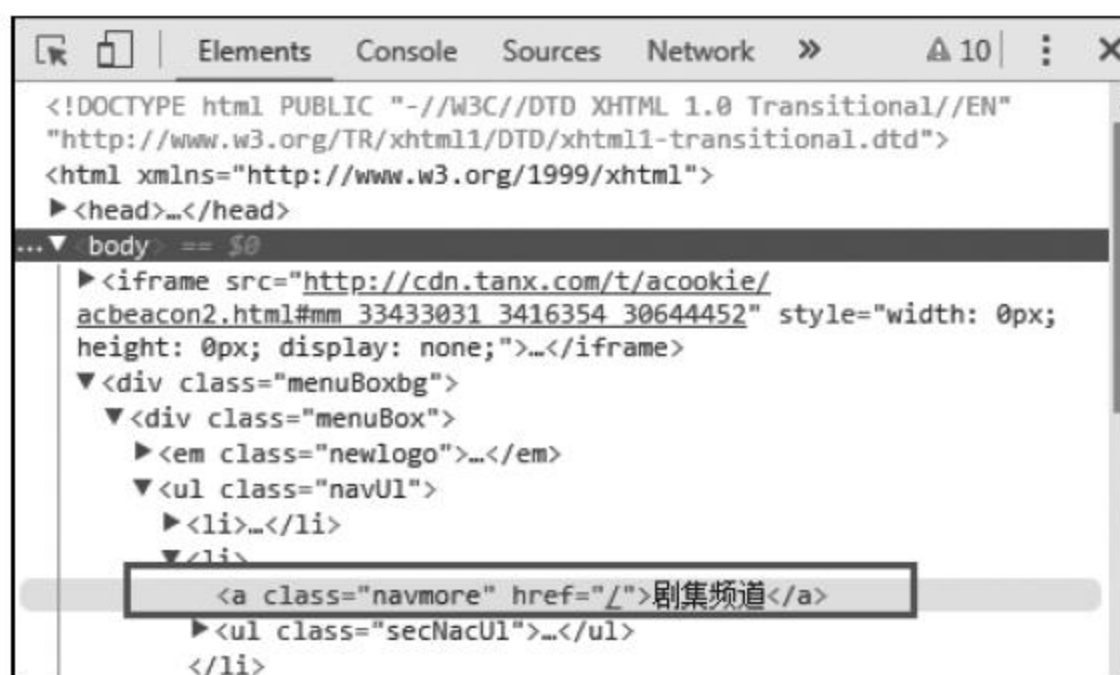 Elements Console Sources Network » 10
<!DOCTYPE html PUBLIC "-//W3C//DTD XHTML 1.0 Transitional//EN"
"http://www.w3.org/TR/xhtml1/DTD/xhtml1-transitional.dtd">
<html xmlns="http://www.w3.org/1999/xhtml">
▶<head>…</head>
...▼<body> == $0
▶<iframe src="http://cdn.tanx.com/t/acookie/
acbeacon2.html#mm_33433031_3416354_30644452" style="width: 0px;
height: 0px; display: none;">…</iframe>
▼<div class="menuBoxbg">
▼<div class="menuBox">
▶<em class="newlogo">…</em>
▼<ul class="navUl">
▶<li>…</li>
▼<li>
<a class="navmore" href="/">剧集频道</a>
▶<ul class="secNacUl">…</ul>
</li>